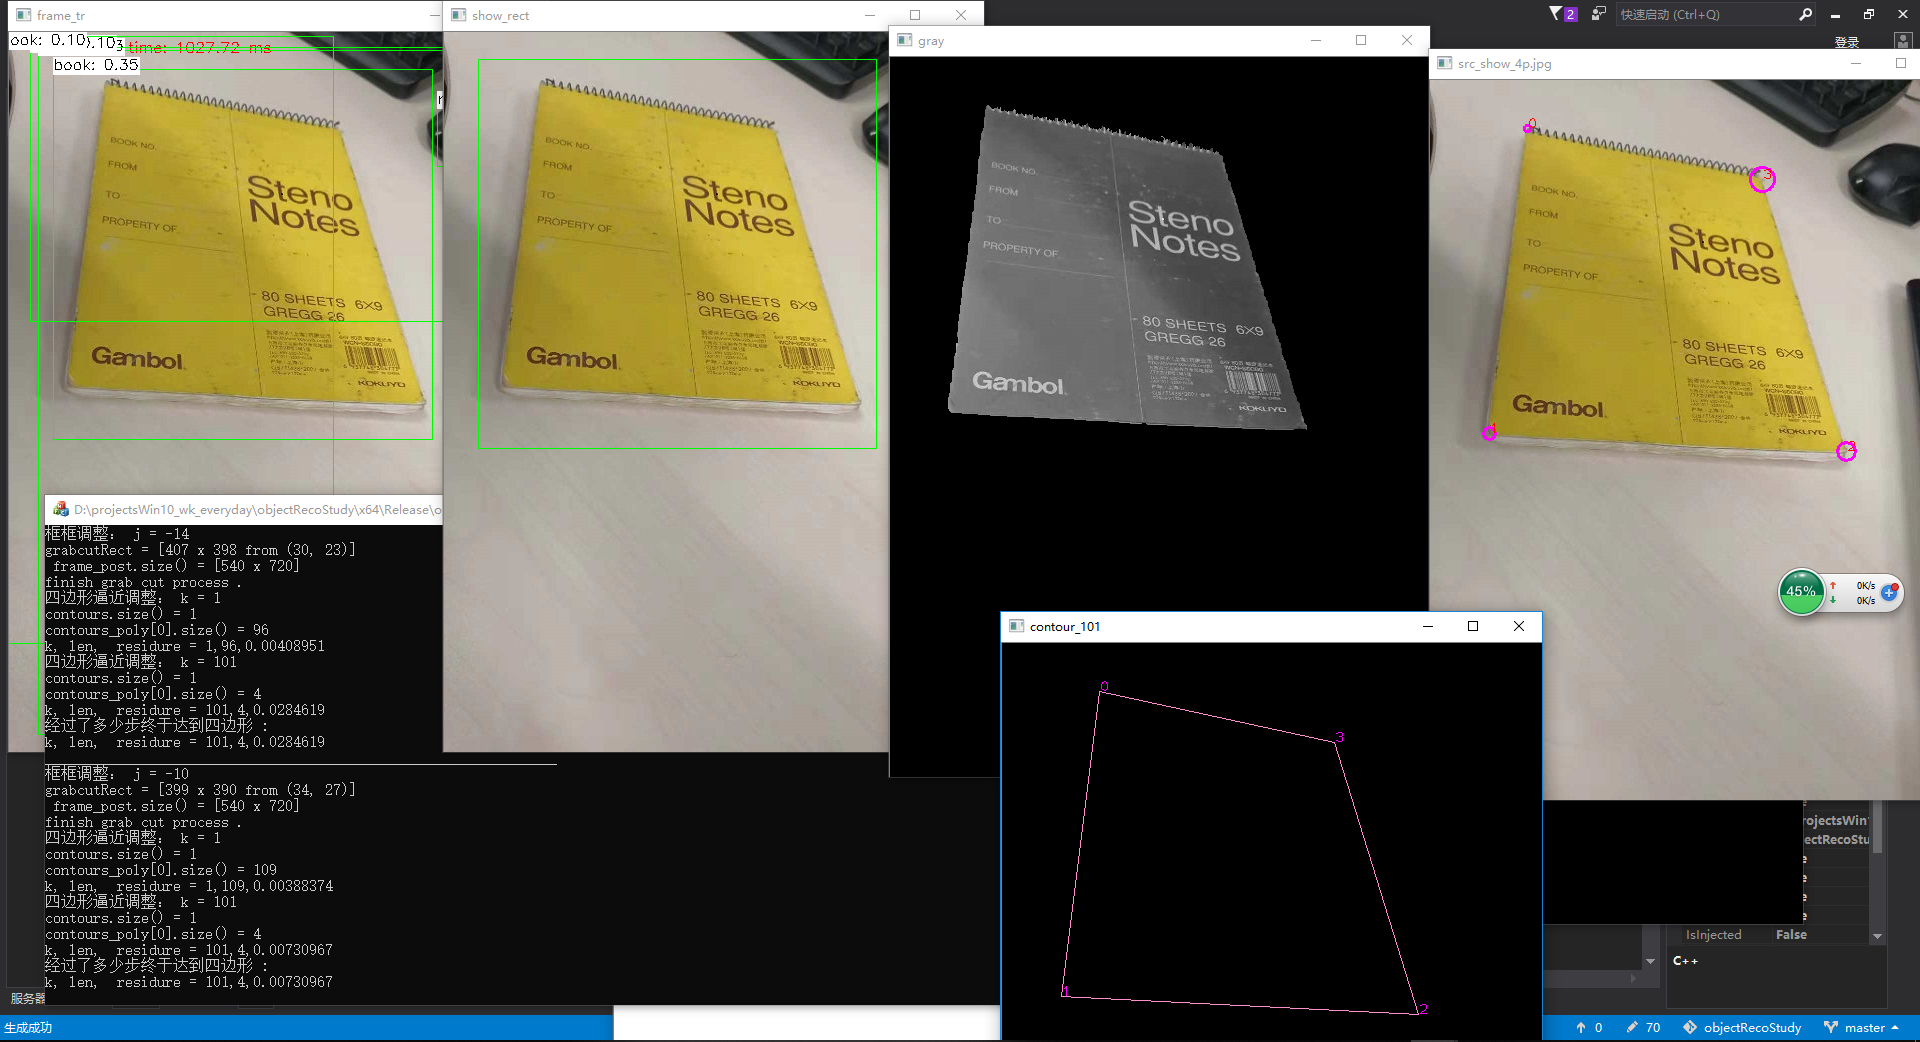 frame_tr
ook: 0.10
time: 1027.72 ms
book: 0.35
BOOK NO.
FROM
TO
PROPERTY OF
Steno
Notes
80 SHEETS 6X9
GREGG 26
Gambol
KOKUYO
show_rect
BOOK NO.
FROM
TO
PROPERTY OF
Steno
Notes
80 SHEETS 6X9
GREGG 26
Gambol
KOKUYO
gray
BOOK NO.
FROM
TO
PROPERTY OF
Steno
Notes
80 SHEETS 6X9
GREGG 26
Gambol
KOKUYO
2
快速启动 (Ctrl+Q)
登录
src_show_4p.jpg
0
3
BOOK NO.
FROM
TO
PROPERTY OF
Steno
Notes
80 SHEETS 6X9
GREGG 26
Gambol
KOKUYO
1
2
45%
0K/s
0K/s
D:\projectsWin10_wk_everyday\objectRecoStudy\x64\Release\o
框框调整： j = -14
grabcutRect = [407 x 398 from (30, 23)]
frame_post.size() = [540 x 720]
finish grab cut process .
四边形逼近调整： k = 1
contours.size() = 1
contours_poly[0].size() = 96
k, len,  residure = 1,96,0.00408951
四边形逼近调整： k = 101
contours.size() = 1
contours_poly[0].size() = 4
k, len,  residure = 101,4,0.0284619
经过了多少步终于达到四边形 :
k, len,  residure = 101,4,0.0284619
框框调整： j = -10
grabcutRect = [399 x 390 from (34, 27)]
frame_post.size() = [540 x 720]
finish grab cut process .
四边形逼近调整： k = 1
contours.size() = 1
contours_poly[0].size() = 109
k, len,  residure = 1,109,0.00388374
四边形逼近调整： k = 101
contours.size() = 1
contours_poly[0].size() = 4
k, len,  residure = 101,4,0.00730967
经过了多少步终于达到四边形 :
k, len,  residure = 101,4,0.00730967
contour_101
0
3
1
2
rojectsWin
ectRecoStu
IsInjected False
C++
服务器
生成成功
0
70
objectRecoStudy
master